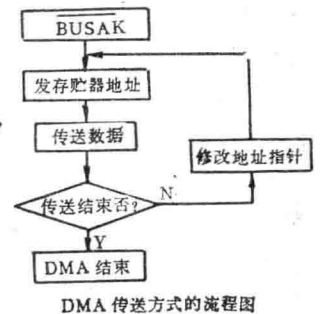 BUSAK
发存贮器地址
传送数据
修改地址指针
传送结束否?
N
Y
DMA 结束
DMA 传送方式的流程图